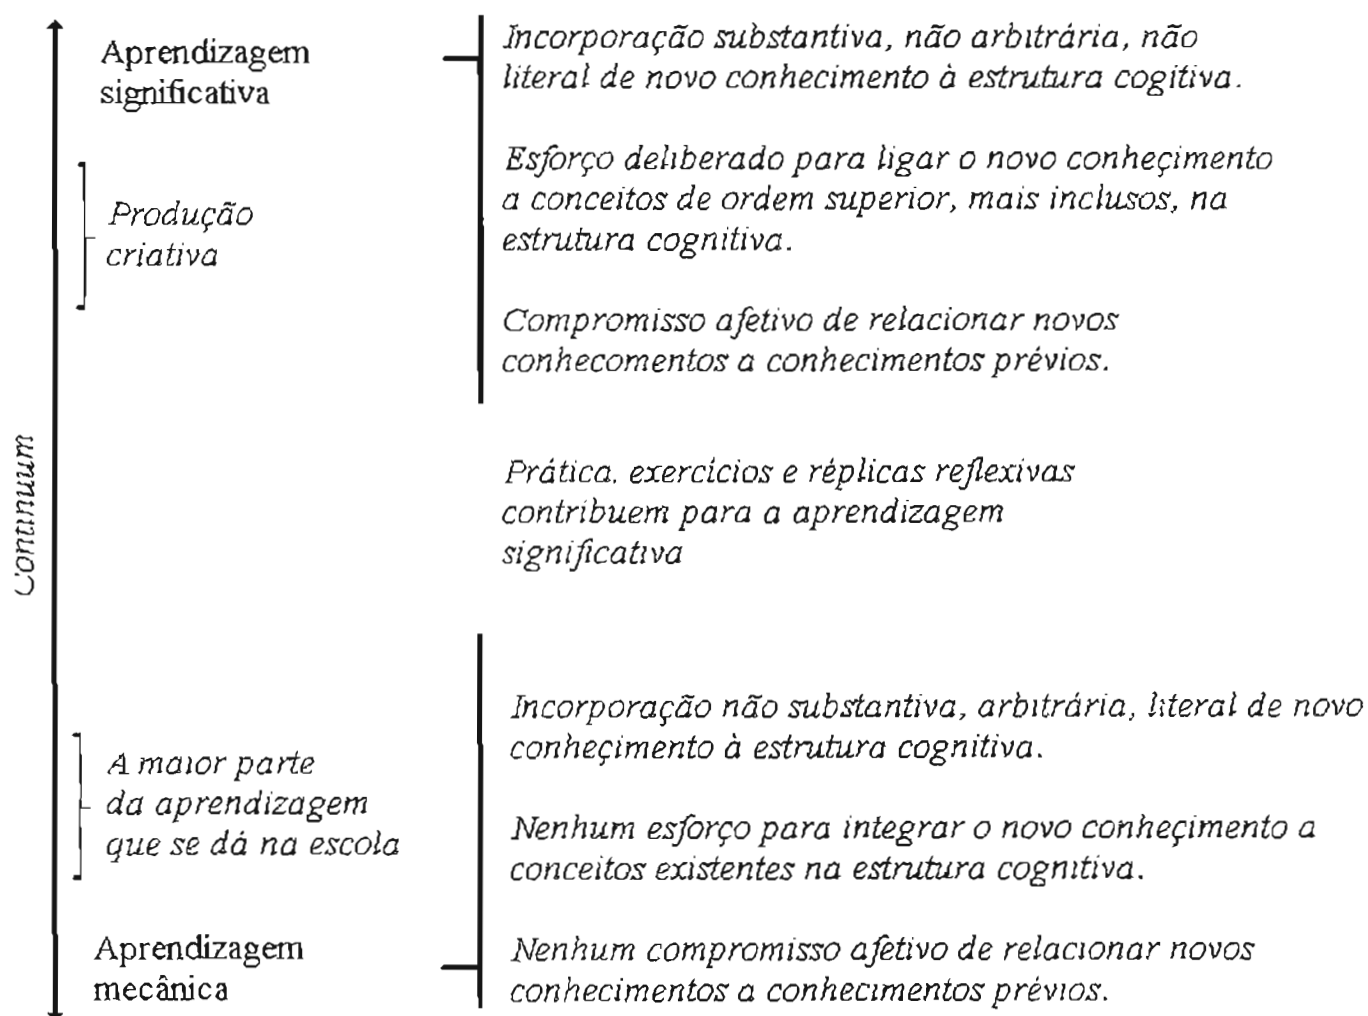 Aprendizagem
significativa
Incorporação substantiva, não arbitrária, não
literal de novo conhecimento à estrutura cogitiva.
Produção
criativa
Esforço deliberado para ligar o novo conheçimento
a conceitos de ordem superior, mais inclusos, na
estrutura cognitiva.
Compromisso afetivo de relacionar novos
conhecomentos a conhecimentos prévios.
Continuum
Prática. exercícios e réplicas reflexivas
contribuem para a aprendizagem
significativa
A maior parte
da aprendizagem
que se dá na escola
Incorporação não substantiva, arbitrária, literal de novo
conheçimento à estrutura cognitiva.
Nenhum esforço para integrar o novo conheçimento a
conceitos existentes na estrutura cognitiva.
Aprendizagem
mecânica
Nenhum compromisso afetivo de relacionar novos
conhecimentos a conhecimentos prévios.